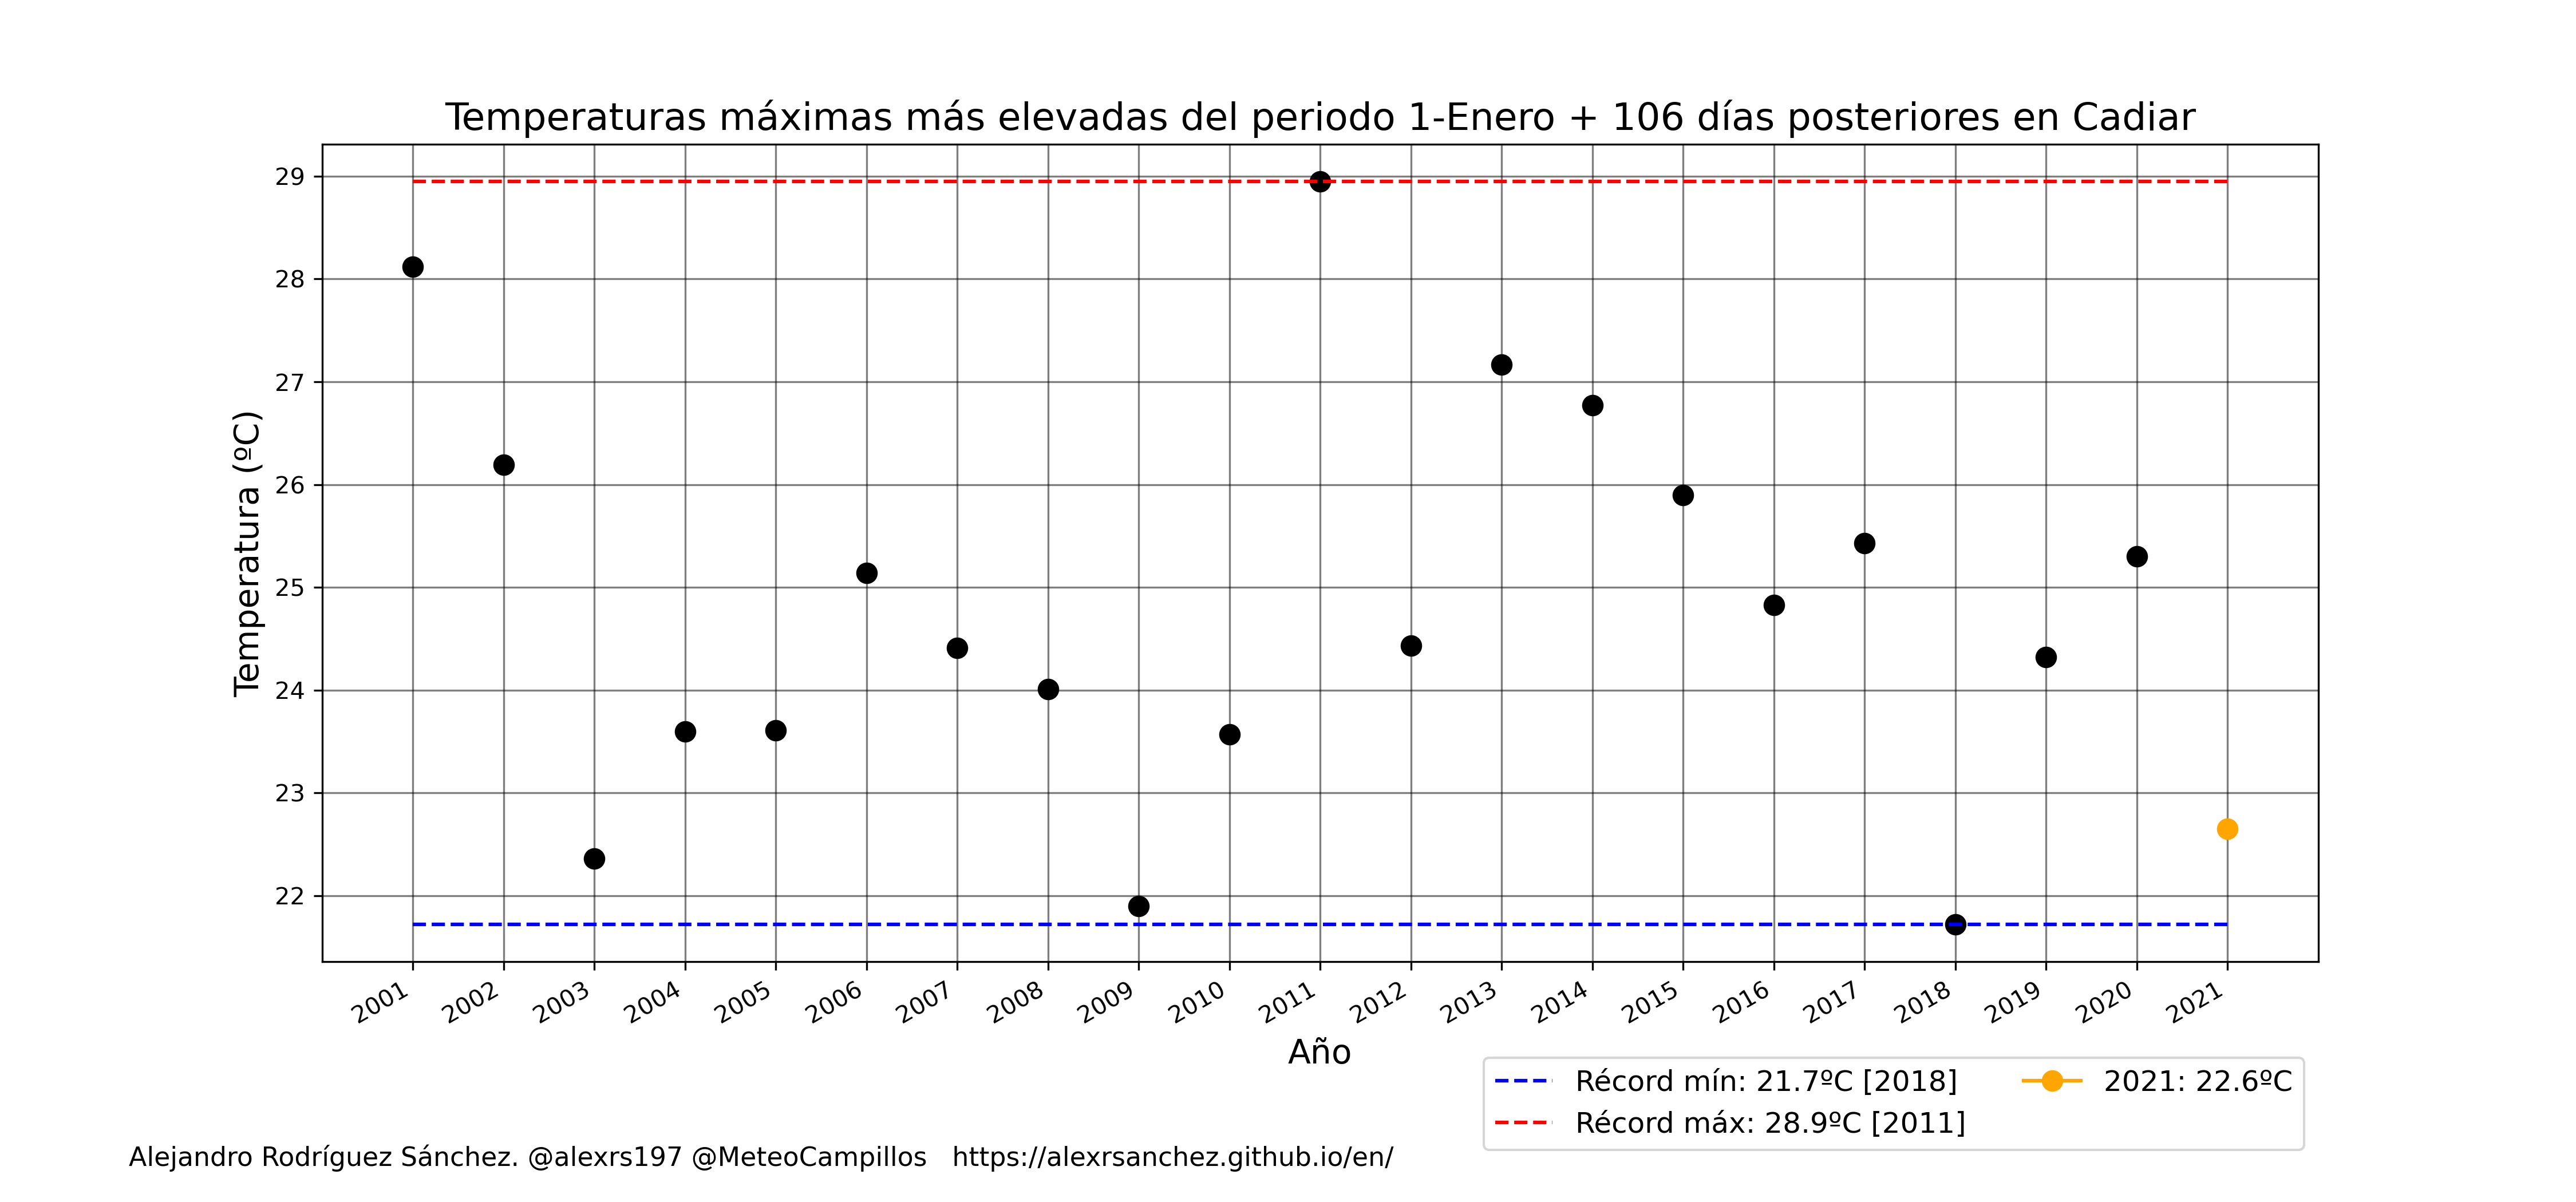 Temperaturas máximas más elevadas del periodo 1-Enero + 106 días posteriores en Cadiar
Temperatura (ºC)
29
28
27
26
25
24
23
22
2001 2002 2003 2004 2005 2006 2007 2008 2009 2010 2011 2012 2013 2014 2015 2016 2017 2018 2019 2020 2021
Año
Récord mín: 21.7ºC [2018]
Récord máx: 28.9ºC [2011]
2021: 22.6ºC
Alejandro Rodríguez Sánchez. @alexrs197 @MeteoCampillos https://alexrsanchez.github.io/en/